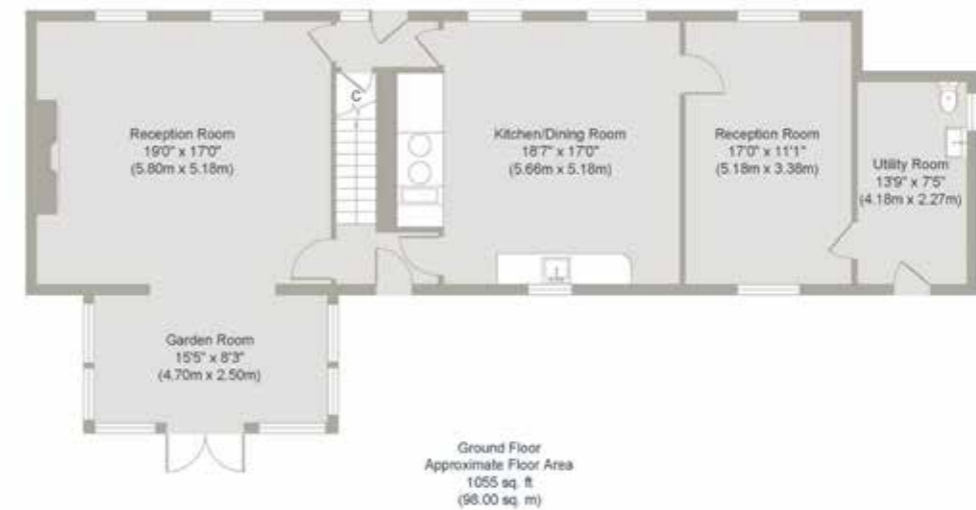 C
Reception Room
19'0" x 17'0"
(5.80m x 5.18m)
Kitchen/Dining Room
18'7" x 17'0"
(5.66m x 5.18m)
Reception Room
17'0" x 11'1"
(5.18m x 3.38m)
Utility Room
13'9" x 7'5"
(4.18m x 2.27m)
Garden Room
15'5" x 8'3"
(4.70m x 2.50m)
Ground Floor
Approximate Floor Area
1055 sq. ft
(98.00 sq. m)